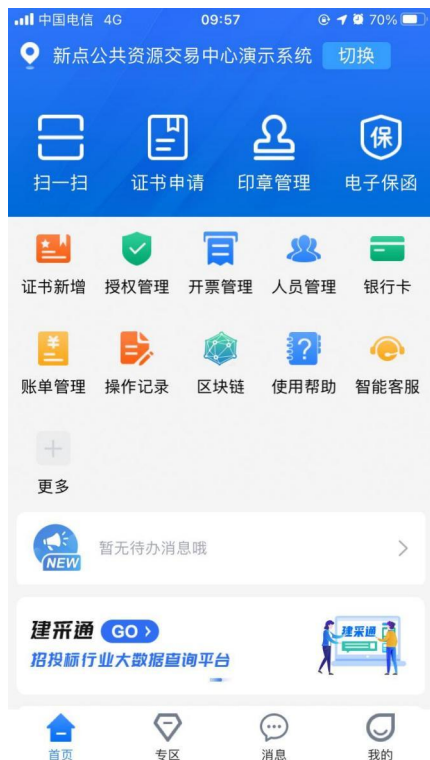 中国电信 4G 09:57 70%
新点公共资源交易中心演示系统 切换
保
扫一扫 证书申请 印章管理 电子保函
证书新增 授权管理 开票管理 人员管理 银行卡
¥ ?
账单管理 操作记录 区块链 使用帮助 智能客服
更多
NEW 暂无待办消息哦
建采通 GO
建采通
招投标行业大数据查询平台
首页 专区 消息 我的